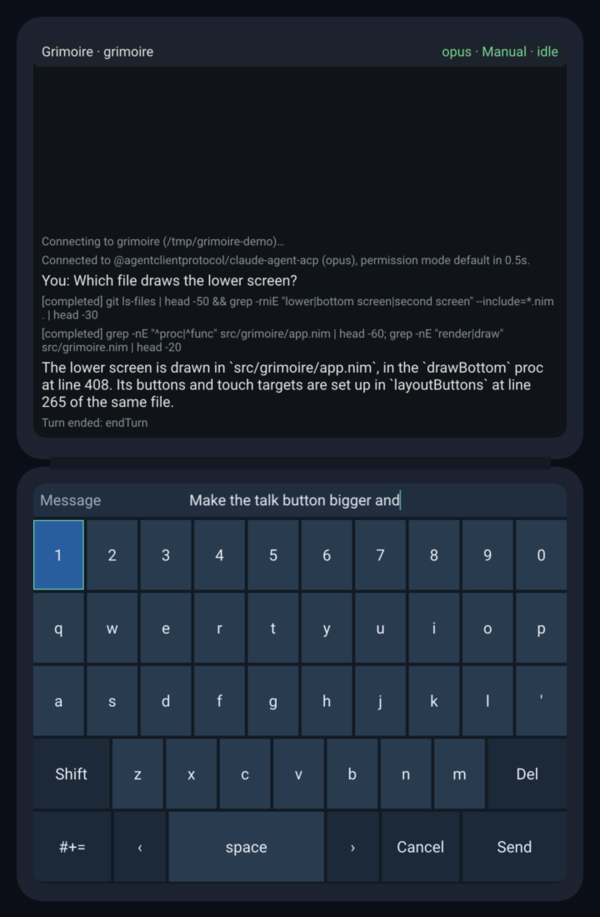 Grimoire · grimoire
opus · Manual · idle
Connecting to grimoire (/tmp/grimoire-demo)…
Connected to @agentclientprotocol/claude-agent-acp (opus), permission mode default in 0.5s.
You: Which file draws the lower screen?
[completed] git ls-files | head -50 && grep -rniE "lower|bottom screen|second screen" --include=*.nim
. | head -30
[completed] grep -nE "^proc|^func" src/grimoire/app.nim | head -60; grep -nE "render|draw"
src/grimoire.nim | head -20
The lower screen is drawn in `src/grimoire/app.nim`, in the `drawBottom` proc
at line 408. Its buttons and touch targets are set up in `layoutButtons` at line
265 of the same file.
Turn ended: endTurn
Message
Make the talk button bigger and
1 2 3 4 5 6 7 8 9 0
q w e r t y u i o p
a s d f g h j k l '
Shift z x c v b n m Del
#+= ‹ space › Cancel Send